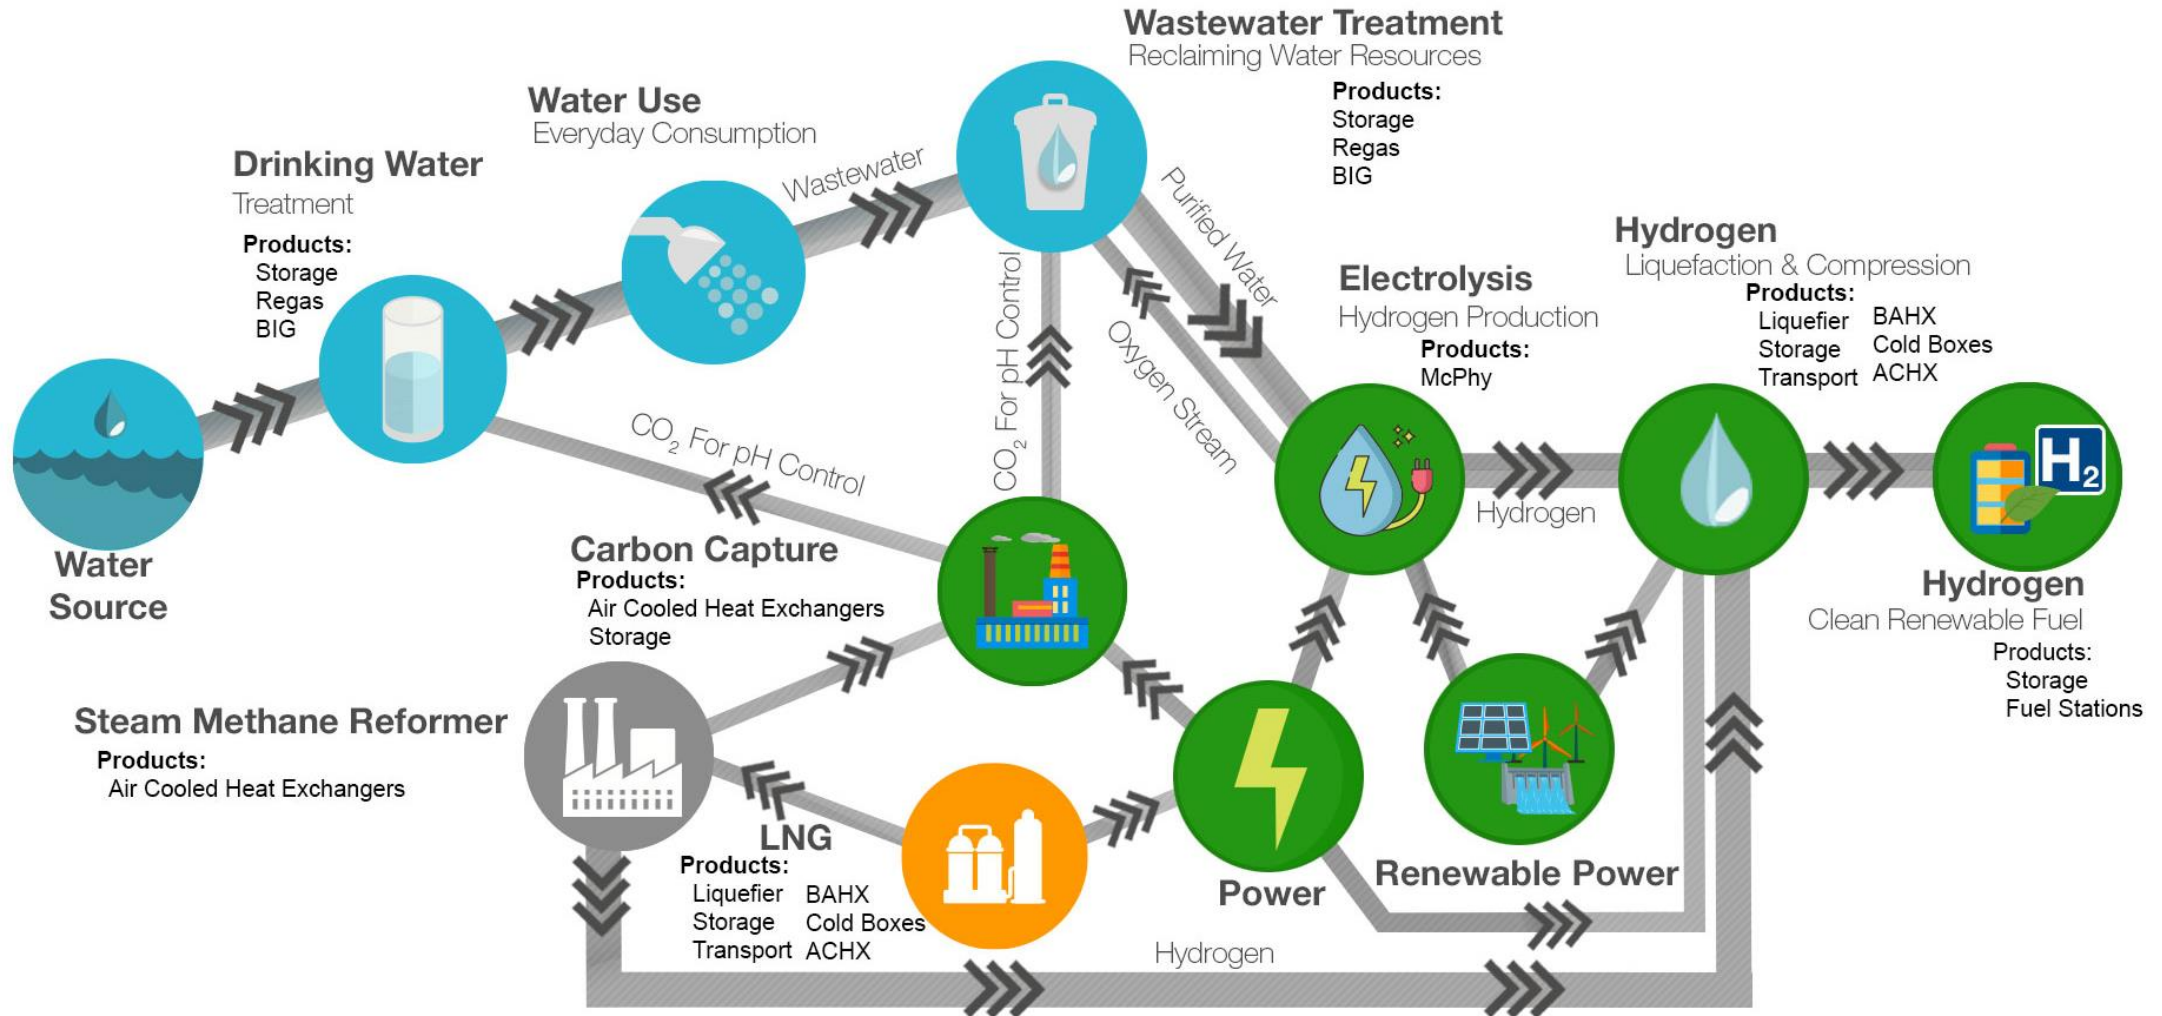 Wastewater Treatment
Reclaiming Water Resources
Products:
Storage
Regas
BIG
Water Use
Everyday Consumption
Wastewater
Drinking Water
Treatment
Products:
Storage
Regas
BIG
Water
Source
Purified Water
Oxygen Stream
CO2 For pH Control
CO2 For pH Control
Electrolysis
Hydrogen Production
Products:
McPhy
Hydrogen
Hydrogen
Liquefaction & Compression
Products:
Liquefier BAHX
Storage Cold Boxes
Transport ACHX
H2
Hydrogen
Clean Renewable Fuel
Products:
Storage
Fuel Stations
Carbon Capture
Products:
Air Cooled Heat Exchangers
Storage
Steam Methane Reformer
Products:
Air Cooled Heat Exchangers
LNG
Products:
Liquefier BAHX
Storage Cold Boxes
Transport ACHX
Power
Renewable Power
Hydrogen